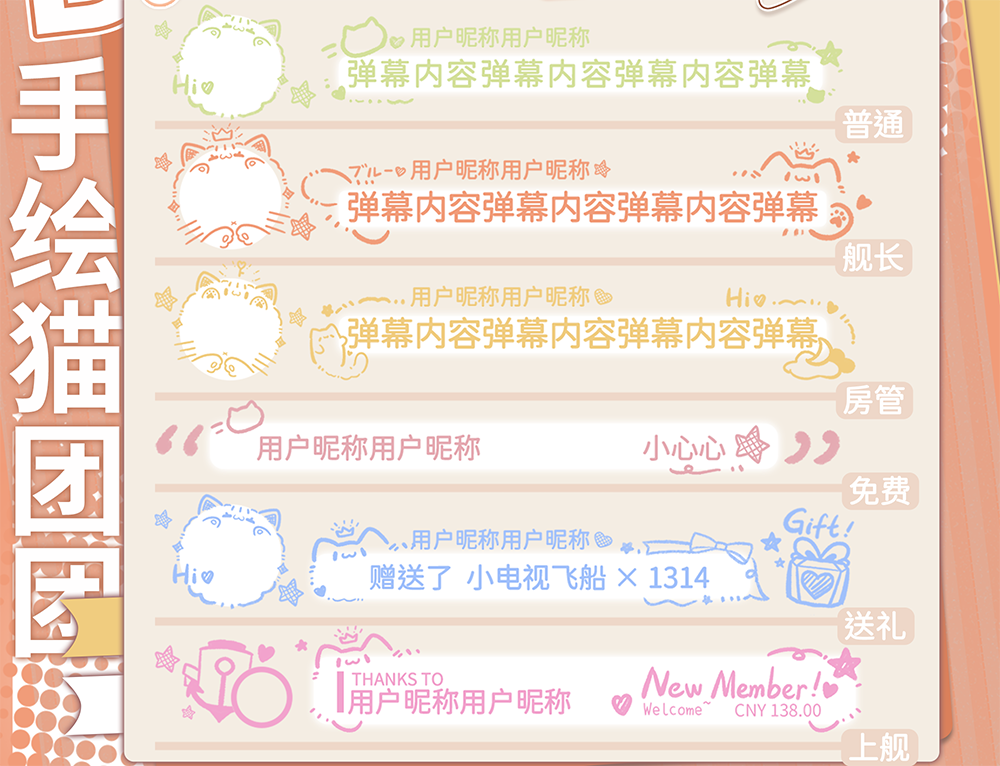 手绘猫团团
Hi
用户昵称用户昵称
弹幕内容弹幕内容弹幕内容弹幕
普通
ブルー
用户昵称用户昵称
弹幕内容弹幕内容弹幕内容弹幕
舰长
用户昵称用户昵称
Hi
弹幕内容弹幕内容弹幕内容弹幕
房管
“ 用户昵称用户昵称 小心心 ”
免费
Hi
用户昵称用户昵称
Gift!
赠送了 小电视飞船 × 1314
送礼
THANKS TO
用户昵称用户昵称
New Member!
Welcome~ CNY 138.00
上舰